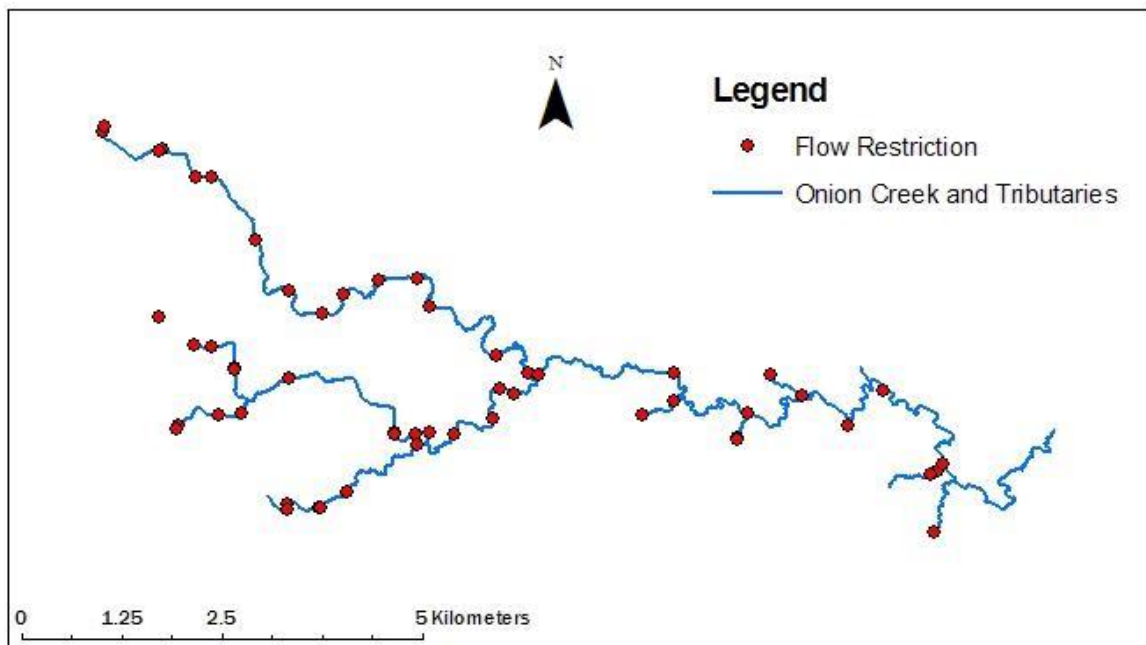 N
Legend
Flow Restriction
Onion Creek and Tributaries
0 1.25 2.5 5 Kilometers